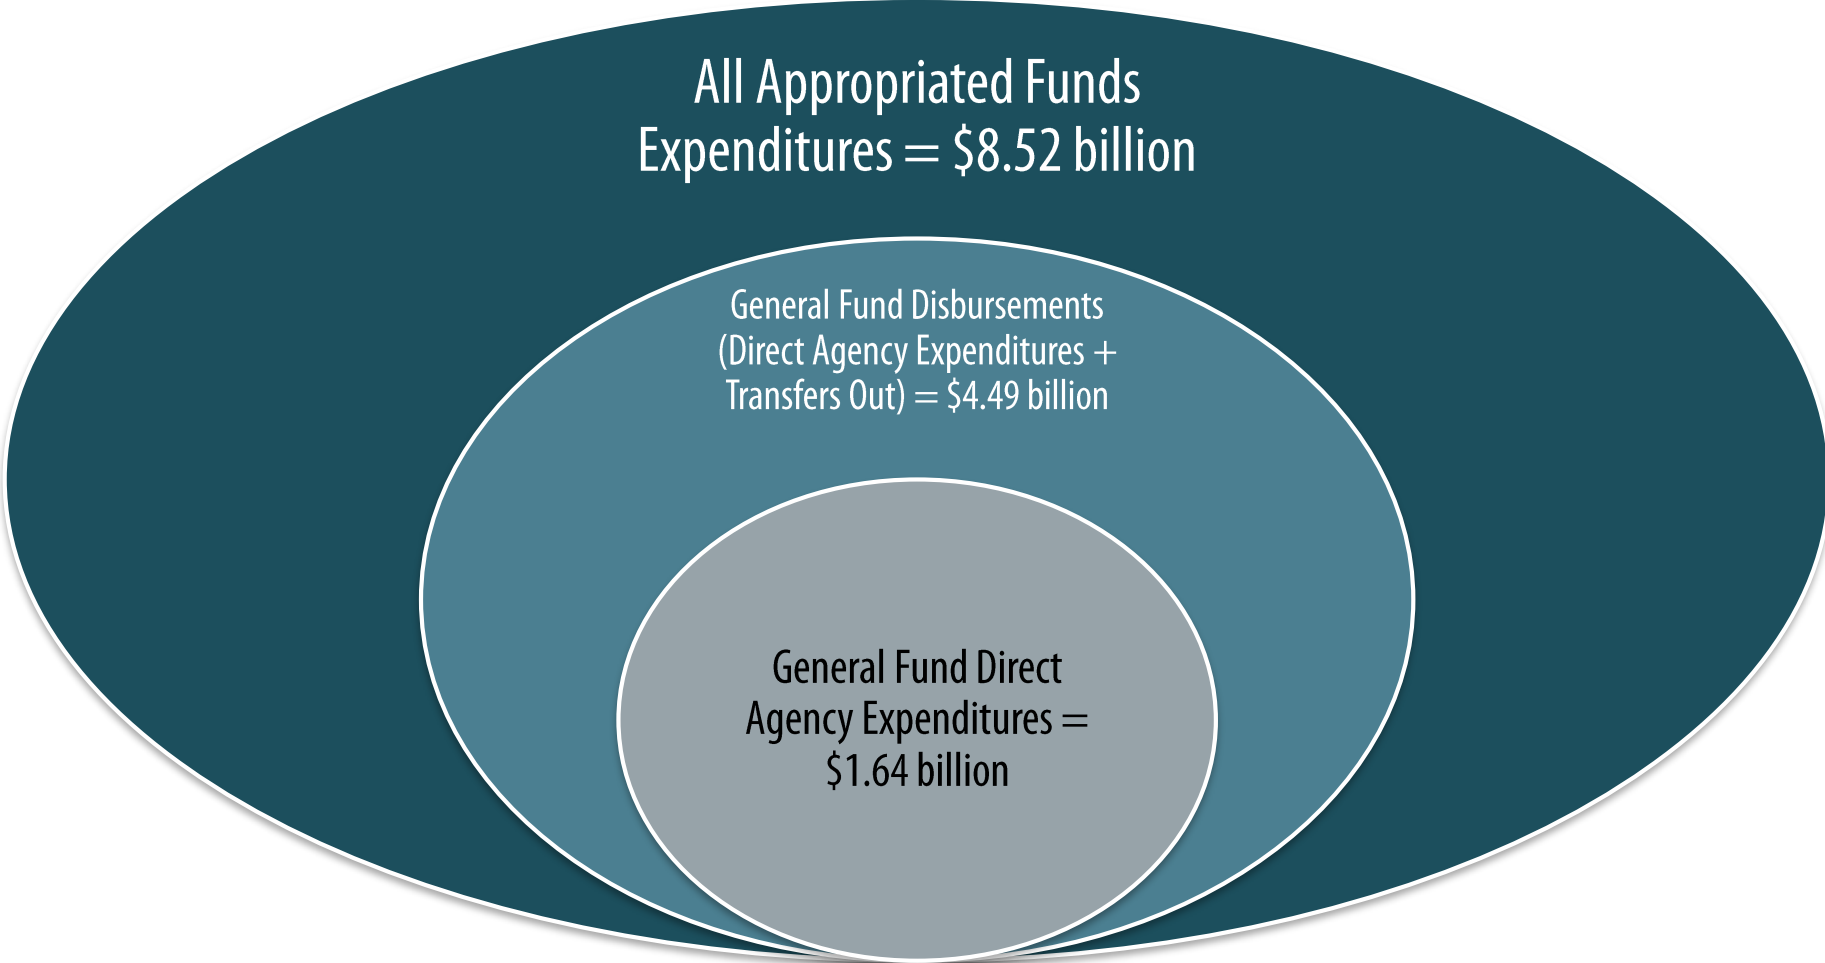 All Appropriated Funds
Expenditures = $8.52 billion
General Fund Disbursements
(Direct Agency Expenditures +
Transfers Out) = $4.49 billion
General Fund Direct
Agency Expenditures =
$1.64 billion